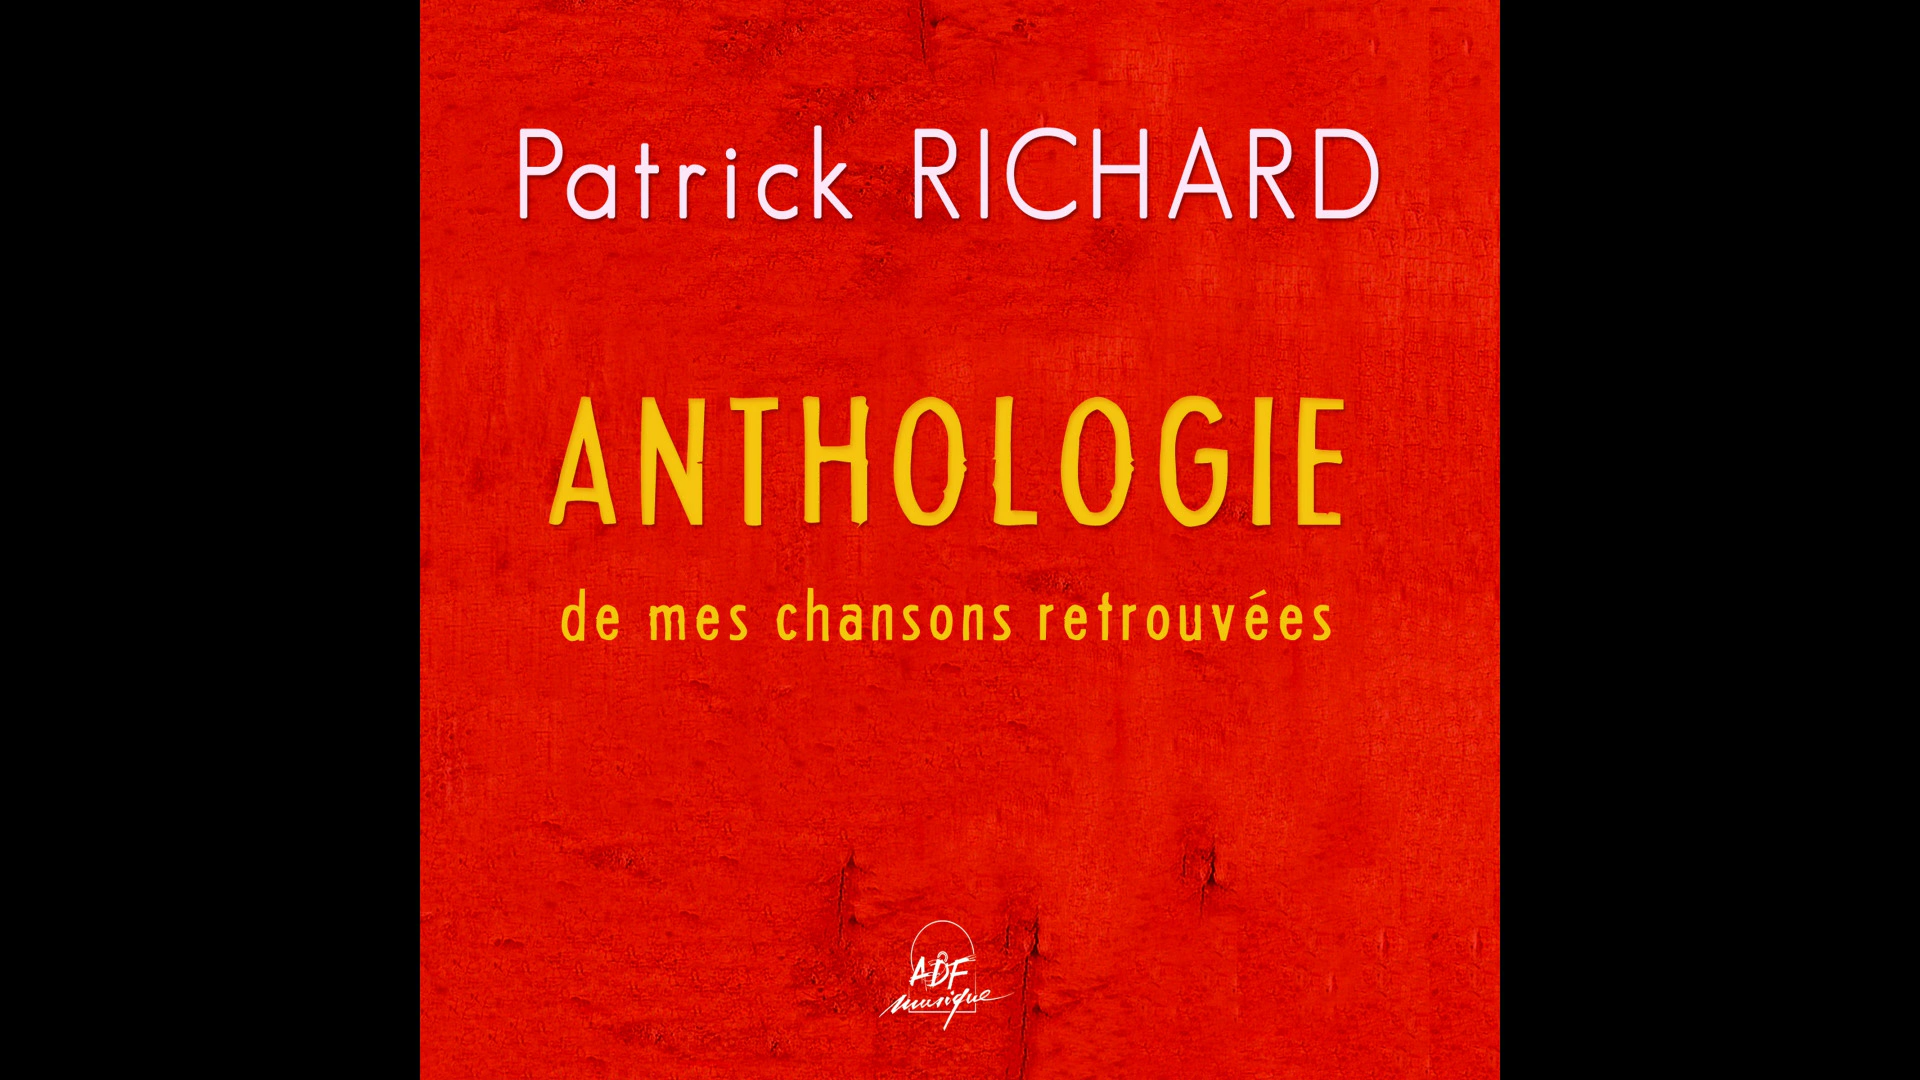 Patrick RICHARD
ANTHOLOGIE
de mes chansons retrouvées
ADF
musique